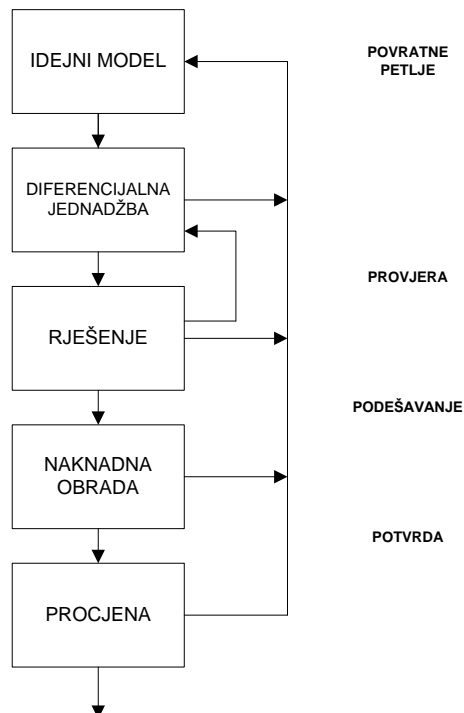 IDEJNI MODEL
POVRATNE
PETLJE
DIFERENCIJALNA
JEDNADŽBA
PROVJERA
RJEŠENJE
PODEŠAVANJE
NAKNADNA
OBRADA
POTVRDA
PROCJENA